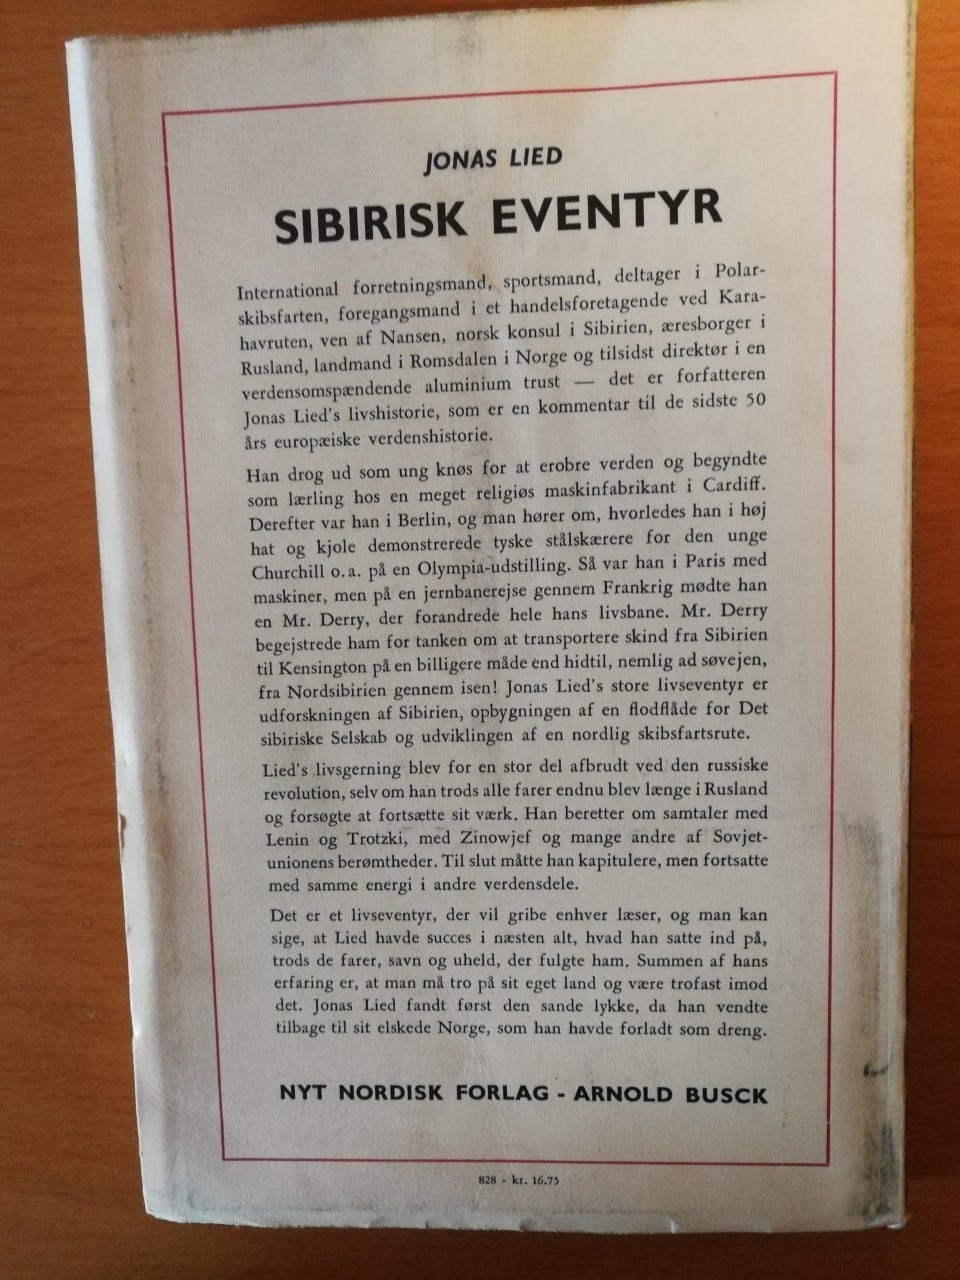 JONAS LIED
SIBIRISK EVENTYR
International forretningsmand, sportsmand, deltager i Polar-
skibsfarten, foregangsmand i et handelsforetagende ved Kara-
havruten, ven af Nansen, norsk konsul i Sibirien, æresborger i
Rusland, landmand i Romsdalen i Norge og tilsidst direktør i en
verdensomspændende aluminium trust — det er forfatteren
Jonas Lied's livshistorie, som er en kommentar til de sidste 50
års europæiske verdenshistorie.
Han drog ud som ung knøs for at erobre verden og begyndte
som lærling hos en meget religiøs maskinfabrikant i Cardiff.
Derefter var han i Berlin, og man hører om, hvorledes han i høj
hat og kjole demonstrerede tyske stålskærere for den unge
Churchill o.a. på en Olympia-udstilling. Så var han i Paris med
maskiner, men på en jernbanerejse gennem Frankrig mødte han
en Mr. Derry, der forandrede hele hans livsbane. Mr. Derry
begejstrede ham for tanken om at transportere skind fra Sibirien
til Kensington på en billigere måde end hidtil, nemlig ad søvejen,
fra Nordsibirien gennem isen! Jonas Lied's store livseventyr er
udforskningen af Sibirien, opbygningen af en flodflåde for Det
sibiriske Selskab og udviklingen af en nordlig skibsfartsrute.
Lied's livsgerning blev for en stor del afbrudt ved den russiske
revolution, selv om han trods alle farer endnu blev længe i Rusland
og forsøgte at fortsætte sit værk. Han beretter om samtaler med
Lenin og Trotzki, med Zinowjef og mange andre af Sovjet-
unionens berømtheder. Til slut måtte han kapitulere, men fortsatte
med samme energi i andre verdensdele.
Det er et livseventyr, der vil gribe enhver læser, og man kan
sige, at Lied havde succes i næsten alt, hvad han satte ind på,
trods de farer, savn og uheld, der fulgte ham. Summen af hans
erfaring er, at man må tro på sit eget land og være trofast imod
det. Jonas Lied fandt først den sande lykke, da han vendte
tilbage til sit elskede Norge, som han havde forladt som dreng.
NYT NORDISK FORLAG - ARNOLD BUSCK
828 - kr. 16.75